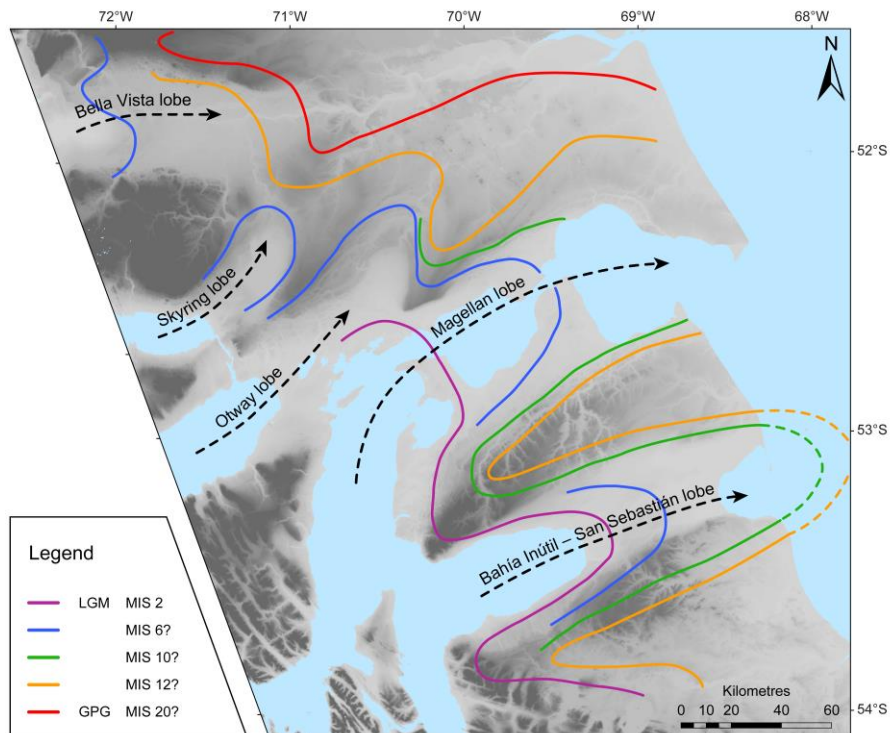 72°W 71°W 70°W 69°W 68°W
N
Bella Vista lobe
52°S
Skyring lobe
Magellan lobe
Otway lobe
53°S
Bahía Inútil – San Sebastián lobe
Legend
LGM MIS 2
MIS 6?
MIS 10?
MIS 12?
GPG MIS 20?
Kilometres
0 10 20 40 60
54°S